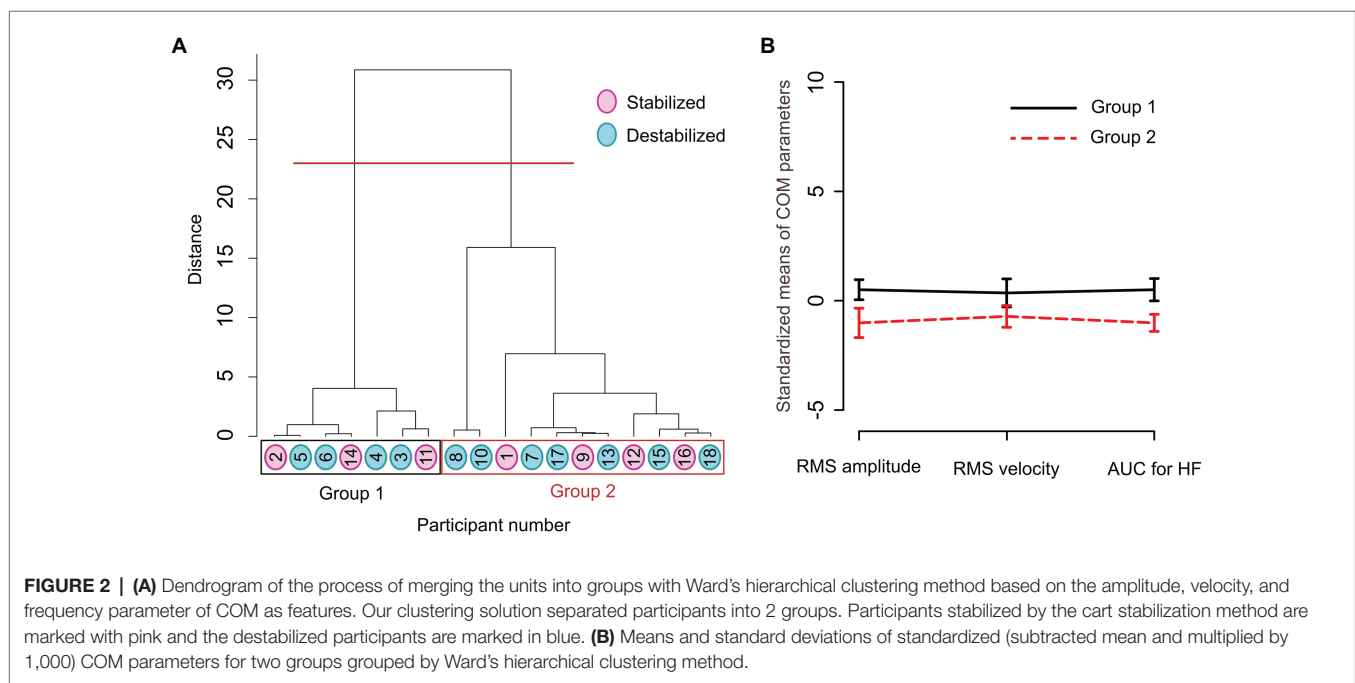 A
30
25
20
15
10
5
0
Distance
Stabilized
Destabilized
2 5 6 14 4 3 11 8 10 1 7 17 9 13 12 15 16 18
Group 1 Group 2
Participant number
B
10
5
0
-5
Standardized means of COM parameters
Group 1
Group 2
RMS amplitude RMS velocity AUC for HF
FIGURE 2 | (A) Dendrogram of the process of merging the units into groups with Ward's hierarchical clustering method based on the amplitude, velocity, and
frequency parameter of COM as features. Our clustering solution separated participants into 2 groups. Participants stabilized by the cart stabilization method are
marked with pink and the destabilized participants are marked in blue. (B) Means and standard deviations of standardized (subtracted mean and multiplied by
1,000) COM parameters for two groups grouped by Ward's hierarchical clustering method.